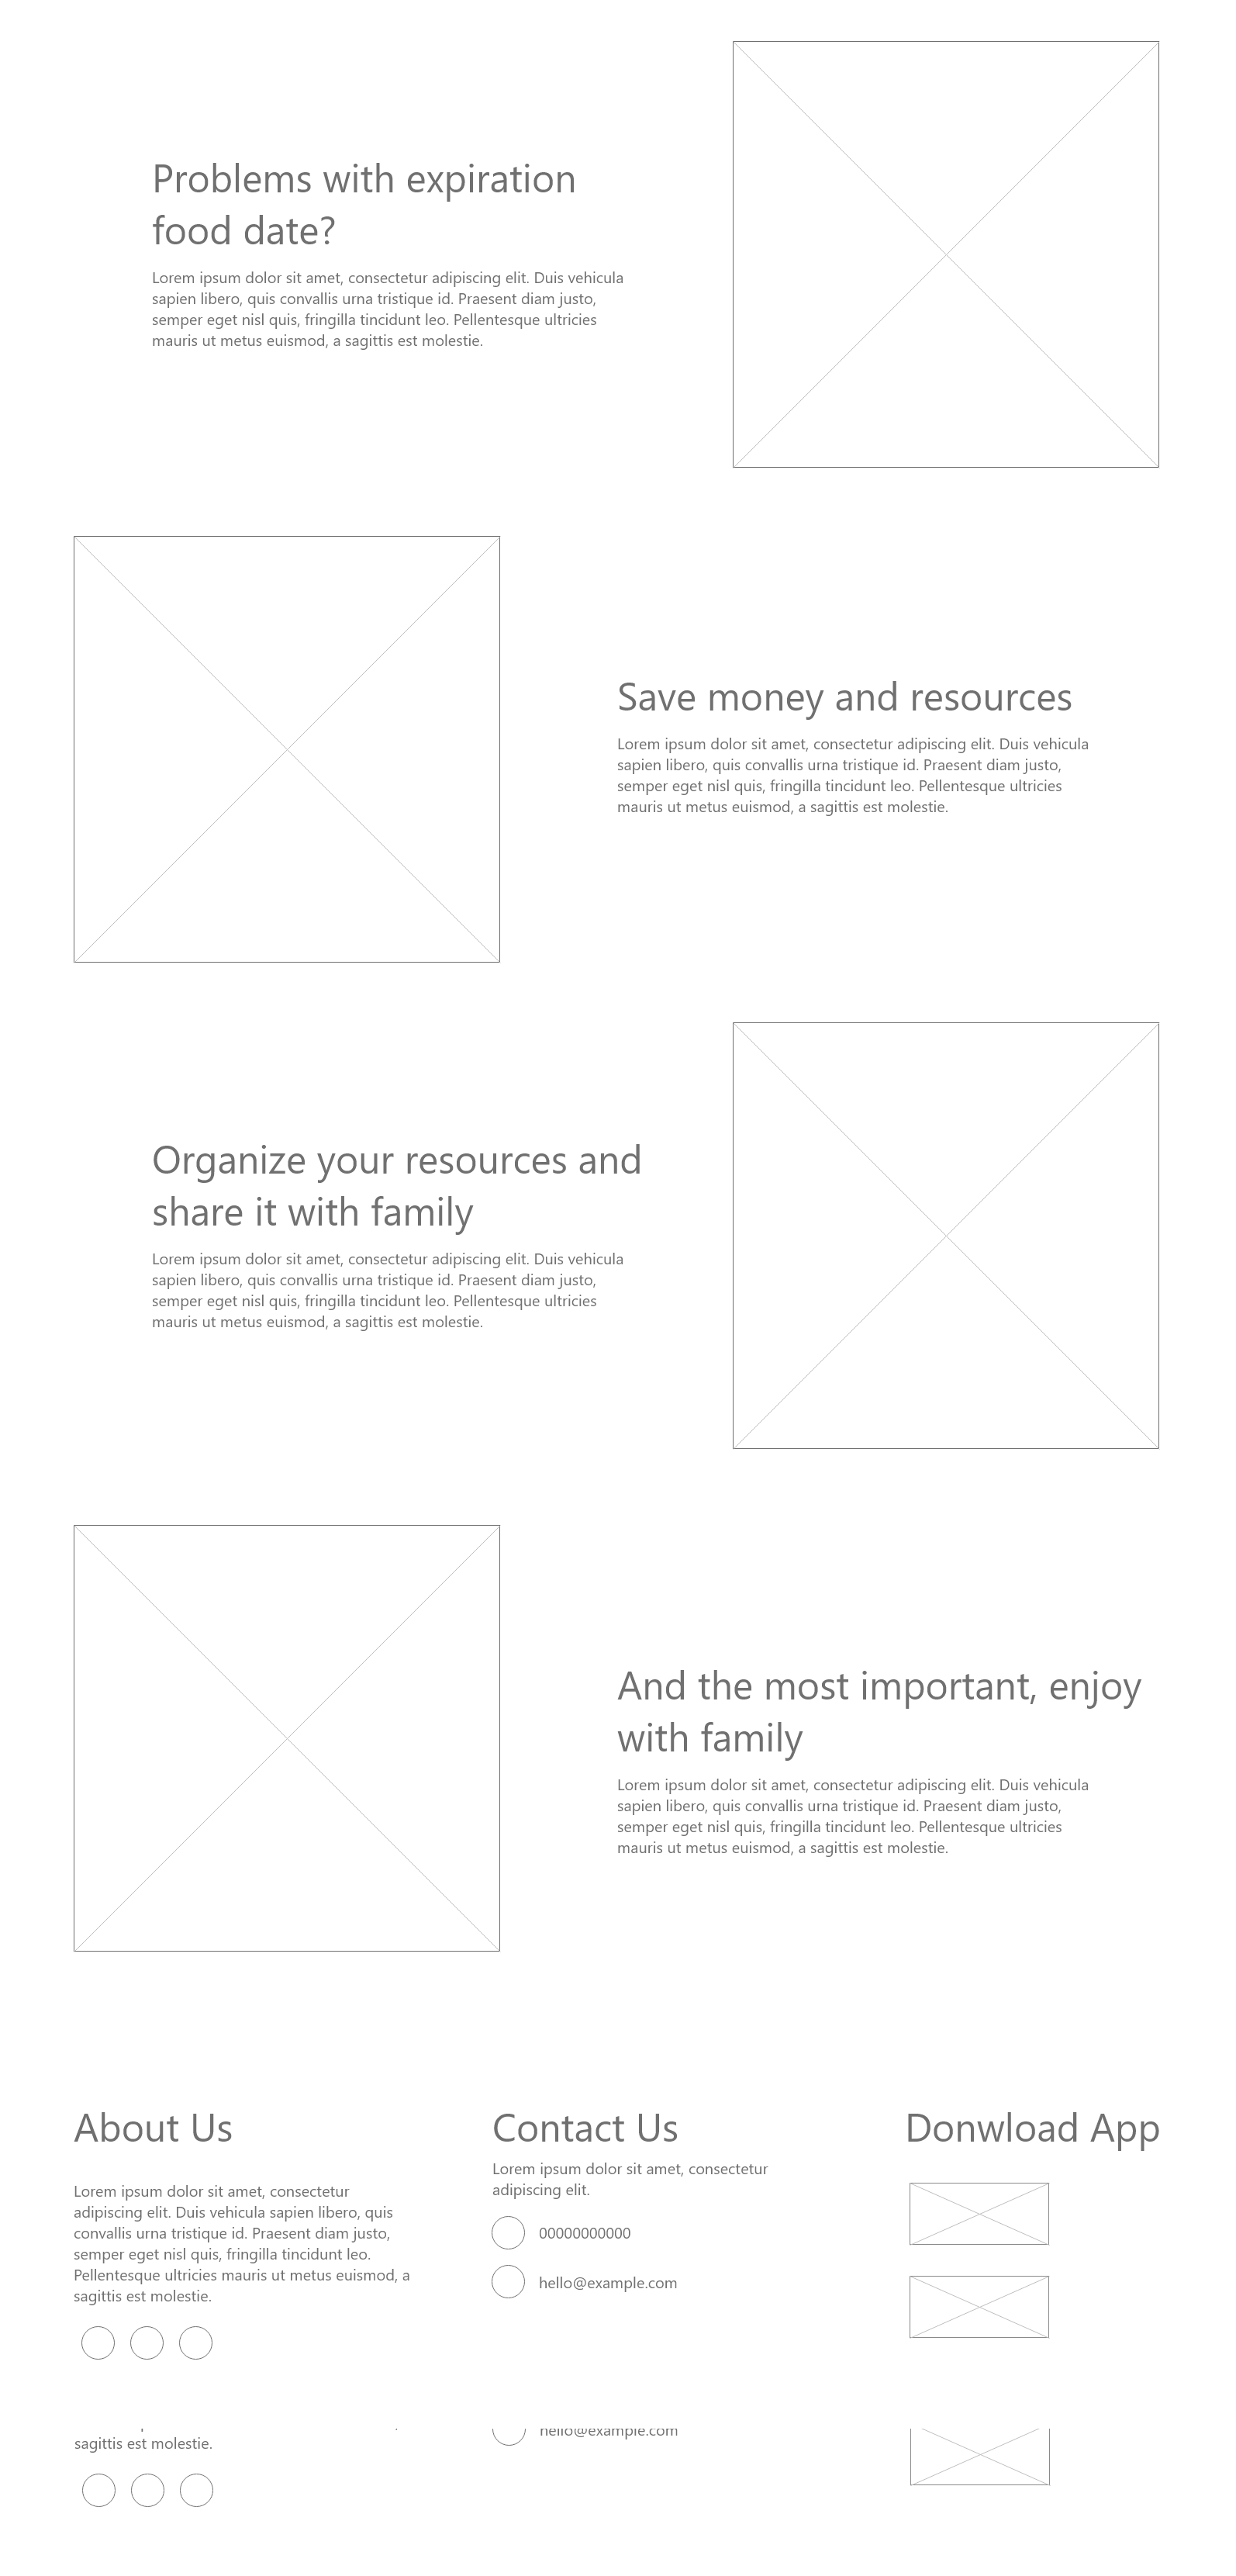 Problems with expiration
food date?
Lorem ipsum dolor sit amet, consectetur adipiscing elit. Duis vehicula
sapien libero, quis convallis urna tristique id. Praesent diam justo,
semper eget nisl quis, fringilla tincidunt leo. Pellentesque ultricies
mauris ut metus euismod, a sagittis est molestie.
Save money and resources
Lorem ipsum dolor sit amet, consectetur adipiscing elit. Duis vehicula
sapien libero, quis convallis urna tristique id. Praesent diam justo,
semper eget nisl quis, fringilla tincidunt leo. Pellentesque ultricies
mauris ut metus euismod, a sagittis est molestie.
Organize your resources and
share it with family
Lorem ipsum dolor sit amet, consectetur adipiscing elit. Duis vehicula
sapien libero, quis convallis urna tristique id. Praesent diam justo,
semper eget nisl quis, fringilla tincidunt leo. Pellentesque ultricies
mauris ut metus euismod, a sagittis est molestie.
And the most important, enjoy
with family
Lorem ipsum dolor sit amet, consectetur adipiscing elit. Duis vehicula
sapien libero, quis convallis urna tristique id. Praesent diam justo,
semper eget nisl quis, fringilla tincidunt leo. Pellentesque ultricies
mauris ut metus euismod, a sagittis est molestie.
About Us
Lorem ipsum dolor sit amet, consectetur
adipiscing elit. Duis vehicula sapien libero, quis
convallis urna tristique id. Praesent diam justo,
semper eget nisl quis, fringilla tincidunt leo.
Pellentesque ultricies mauris ut metus euismod, a
sagittis est molestie.
Contact Us
Lorem ipsum dolor sit amet, consectetur
adipiscing elit.
00000000000
hello@example.com
Donwload App
sagittis est molestie.
hello@example.com